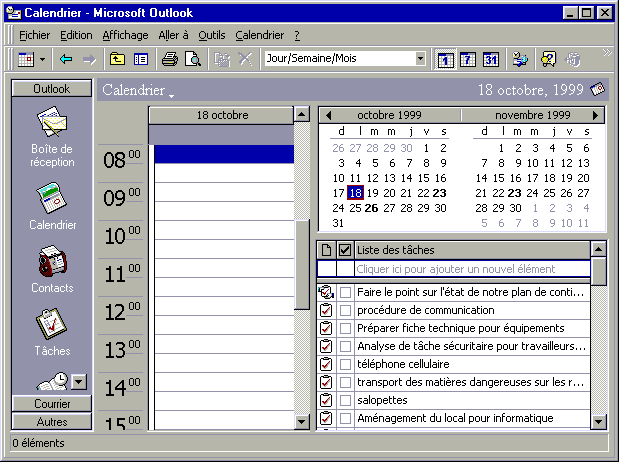 Calendrier - Microsoft Outlook
Fichier Edition Affichage Aller à Outils Calendrier ?
Jour/Semaine/Mois 1 7 31
Outlook
Calendrier 18 octobre, 1999
Boîte de
réception
Calendrier
Contacts
Tâches
Courrier
Autres
18 octobre
08 00
09 00
10 00
11 00
12 00
13 00
14 00
15 00
octobre 1999
d l m m j v s
26 27 28 29 30 1 2
3 4 5 6 7 8 9
10 11 12 13 14 15 16
17 18 19 20 21 22 23
24 25 26 27 28 29 30
31
novembre 1999
d l m m j v s
1 2 3 4 5 6
7 8 9 10 11 12 13
14 15 16 17 18 19 20
21 22 23 24 25 26 27
28 29 30 1 2 3 4
5 6 7 8 9 10 11
Liste des tâches
Cliquer ici pour ajouter un nouvel élément
Faire le point sur l'état de notre plan de conti...
procédure de communication
Préparer fiche technique pour équipements
Analyse de tâche sécuritaire pour travailleurs...
téléphone cellulaire
transport des matières dangereuses sur les r...
salopettes
Aménagement du local pour informatique
0 éléments